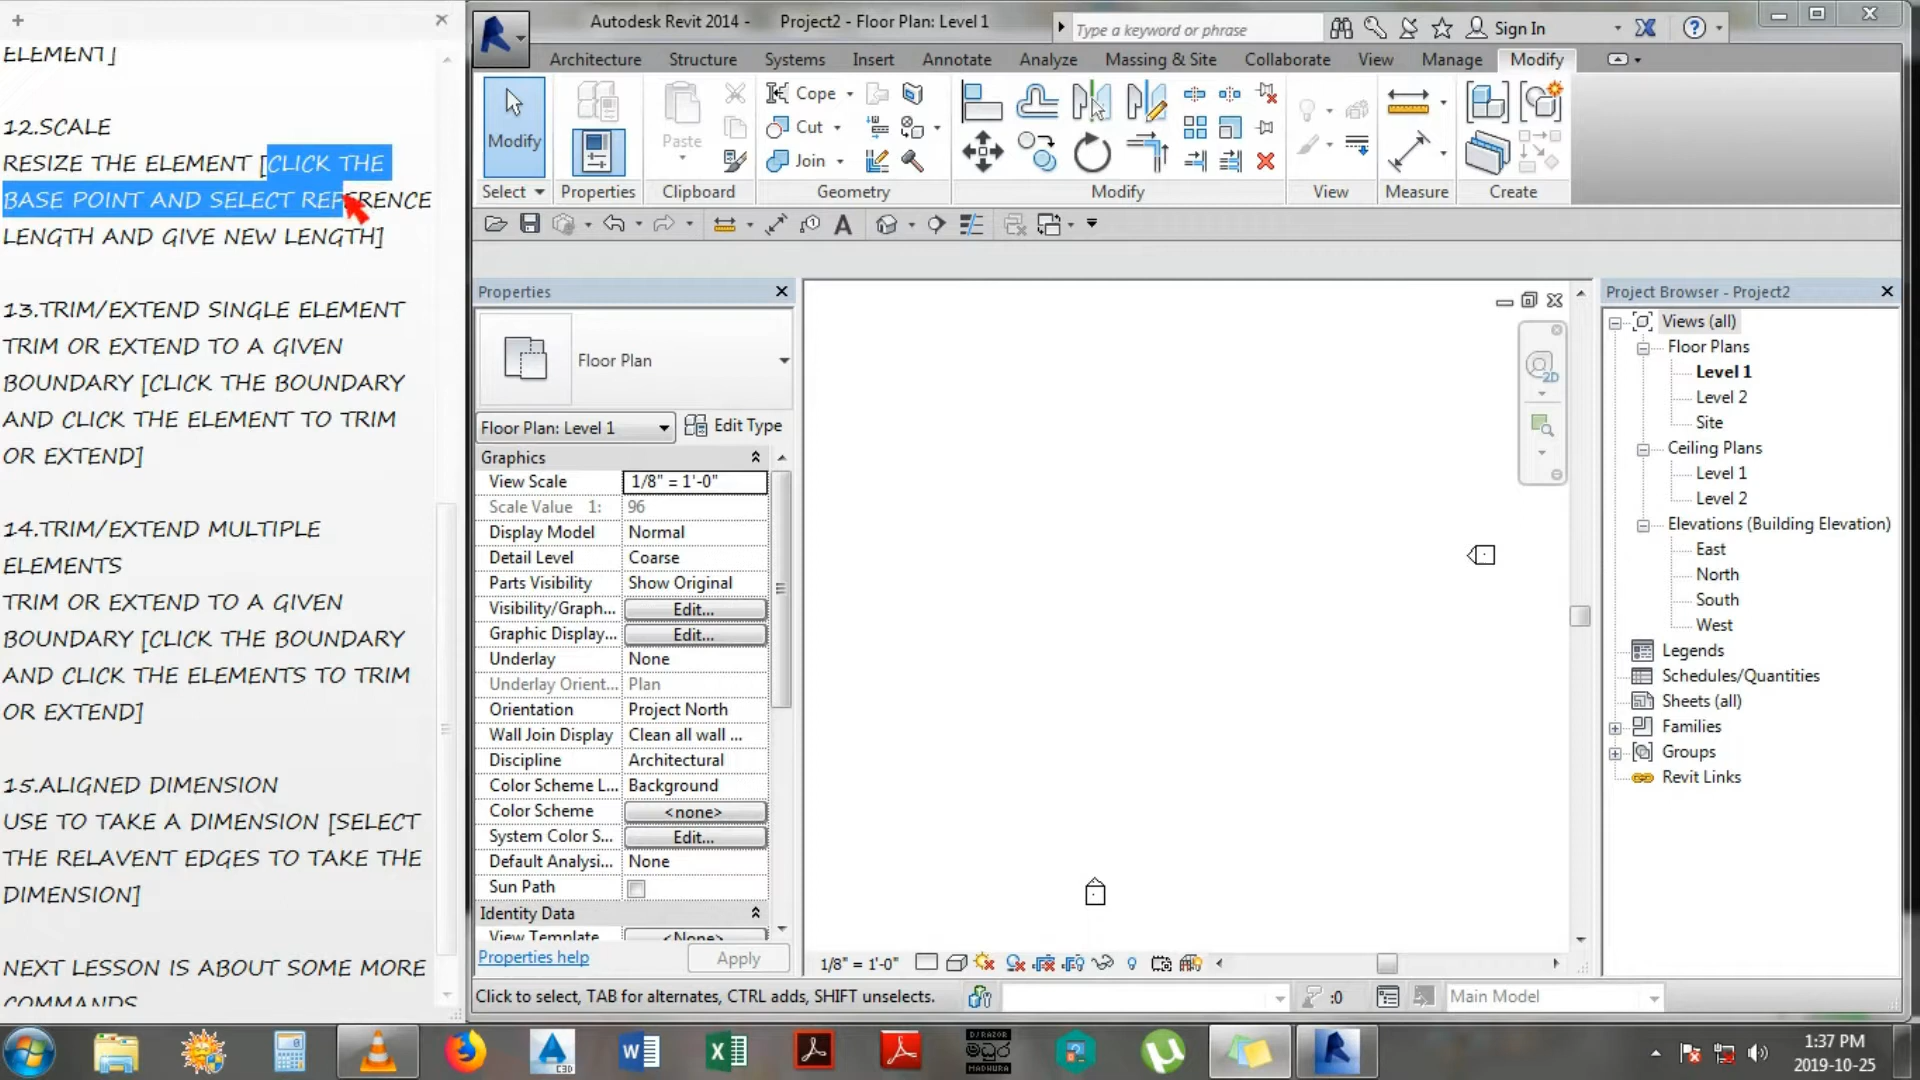 ELEMENT]
12.SCALE
RESIZE THE ELEMENT [CLICK THE
BASE POINT AND SELECT REFERENCE
LENGTH AND GIVE NEW LENGTH]
13.TRIM/EXTEND SINGLE ELEMENT
TRIM OR EXTEND TO A GIVEN
BOUNDARY [CLICK THE BOUNDARY
AND CLICK THE ELEMENT TO TRIM
OR EXTEND]
14.TRIM/EXTEND MULTIPLE
ELEMENTS
TRIM OR EXTEND TO A GIVEN
BOUNDARY [CLICK THE BOUNDARY
AND CLICK THE ELEMENTS TO TRIM
OR EXTEND]
15.ALIGNED DIMENSION
USE TO TAKE A DIMENSION [SELECT
THE RELAVENT EDGES TO TAKE THE
DIMENSION]
NEXT LESSON IS ABOUT SOME MORE
COMMANDS
Autodesk Revit 2014 - Project2 - Floor Plan: Level 1
Type a keyword or phrase
Sign In
Architecture Structure Systems Insert Annotate Analyze Massing & Site Collaborate View Manage Modify
Modify
Paste
Cope
Cut
Join
Select Properties Clipboard Geometry Modify View Measure Create
Properties
Floor Plan
Floor Plan: Level 1 Edit Type
Graphics
View Scale 1/8" = 1'-0"
Scale Value 1: 96
Display Model Normal
Detail Level Coarse
Parts Visibility Show Original
Visibility/Graph... Edit...
Graphic Display... Edit...
Underlay None
Underlay Orient... Plan
Orientation Project North
Wall Join Display Clean all wall ...
Discipline Architectural
Color Scheme L... Background
Color Scheme <none>
System Color S... Edit...
Default Analysi... None
Sun Path
Identity Data
View Template <None>
Properties help Apply
2D
1/8" = 1'-0"
Project Browser - Project2
Views (all)
Floor Plans
Level 1
Level 2
Site
Ceiling Plans
Level 1
Level 2
Elevations (Building Elevation)
East
North
South
West
Legends
Schedules/Quantities
Sheets (all)
Families
Groups
Revit Links
Click to select, TAB for alternates, CTRL adds, SHIFT unselects.
:0
Main Model
C3D
DJ RAZOR
මධුර
MADHURA
1:37 PM
2019-10-25